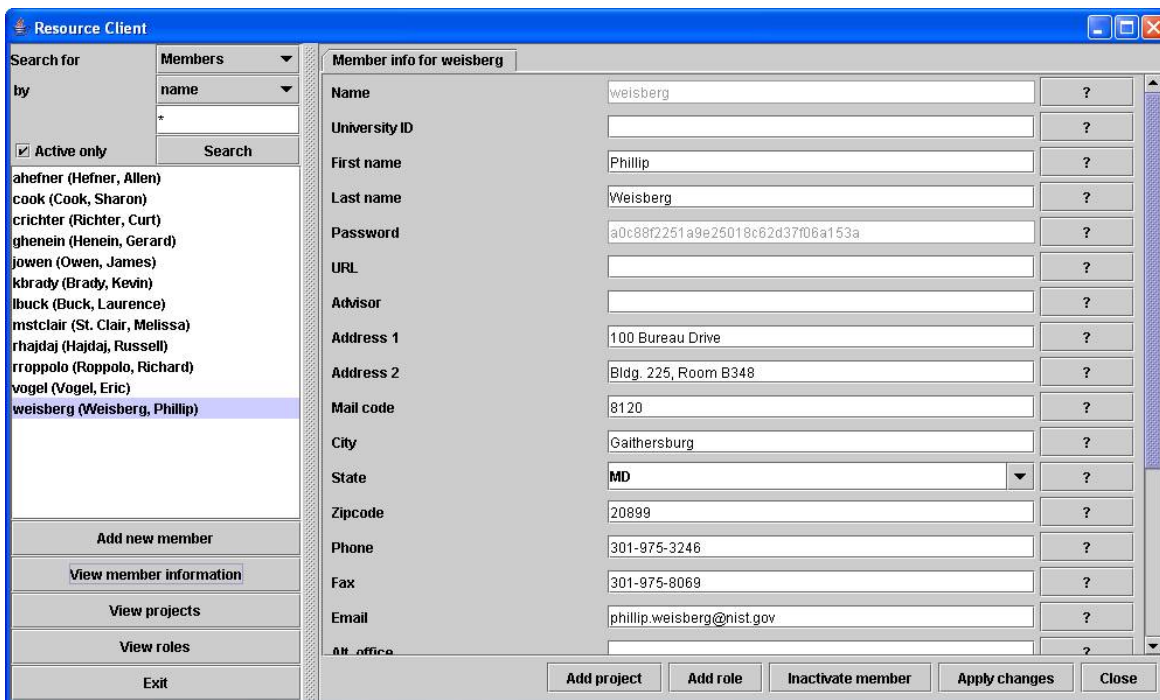 Resource Client
Search for Members
by name
*
Active only Search
ahefner (Hefner, Allen)
cook (Cook, Sharon)
crichter (Richter, Curt)
ghenein (Henein, Gerard)
jowen (Owen, James)
kbrady (Brady, Kevin)
lbuck (Buck, Laurence)
mstclair (St. Clair, Melissa)
rhajdaj (Hajdaj, Russell)
rroppolo (Roppolo, Richard)
vogel (Vogel, Eric)
weisberg (Weisberg, Phillip)
Add new member
View member information
View projects
View roles
Exit
Member info for weisberg
Name weisberg ?
University ID ?
First name Phillip ?
Last name Weisberg ?
Password a0c88f2251a9e25018c62d37f06a153a ?
URL ?
Advisor ?
Address 1 100 Bureau Drive ?
Address 2 Bldg. 225, Room B348 ?
Mail code 8120 ?
City Gaithersburg ?
State MD ?
Zipcode 20899 ?
Phone 301-975-3246 ?
Fax 301-975-8069 ?
Email phillip.weisberg@nist.gov ?
Alt. office ?
Add project Add role Inactivate member Apply changes Close